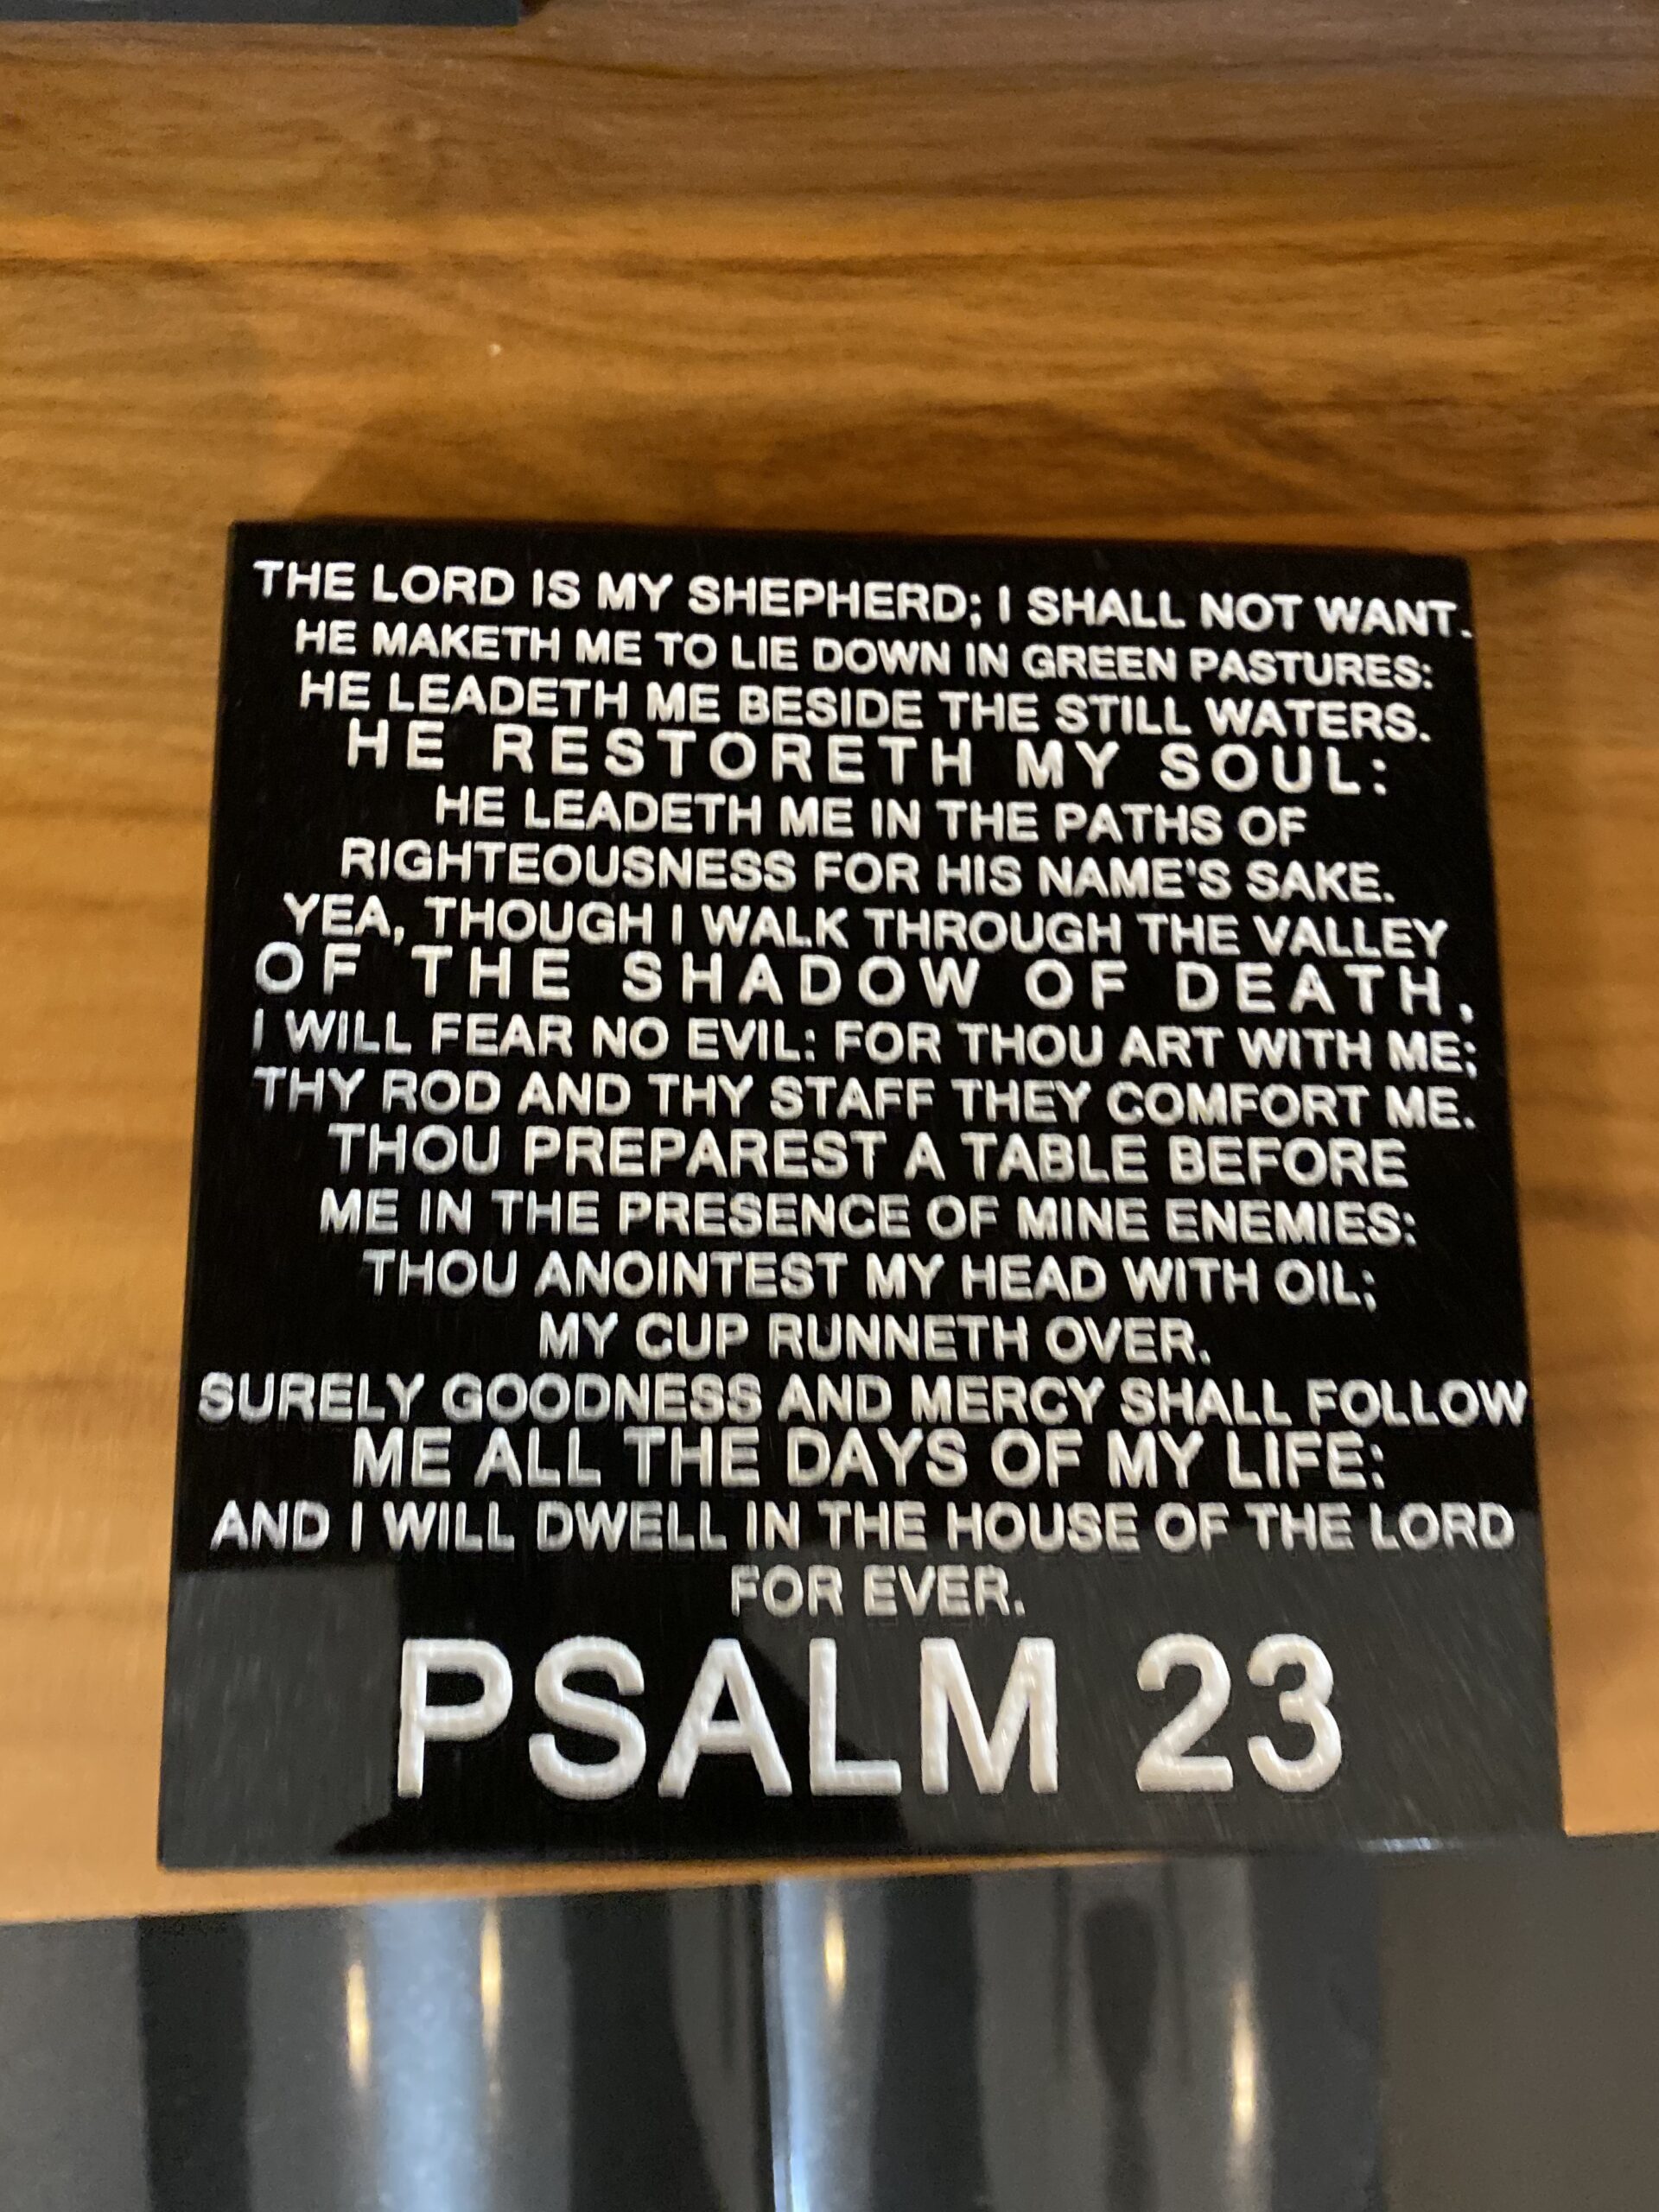 THE LORD IS MY SHEPHERD; I SHALL NOT WANT.
HE MAKETH ME TO LIE DOWN IN GREEN PASTURES:
HE LEADETH ME BESIDE THE STILL WATERS.
HE RESTORETH MY SOUL:
HE LEADETH ME IN THE PATHS OF
RIGHTEOUSNESS FOR HIS NAME'S SAKE.
YEA, THOUGH I WALK THROUGH THE VALLEY
OF THE SHADOW OF DEATH,
I WILL FEAR NO EVIL: FOR THOU ART WITH ME;
THY ROD AND THY STAFF THEY COMFORT ME.
THOU PREPAREST A TABLE BEFORE
ME IN THE PRESENCE OF MINE ENEMIES:
THOU ANOINTEST MY HEAD WITH OIL;
MY CUP RUNNETH OVER.
SURELY GOODNESS AND MERCY SHALL FOLLOW
ME ALL THE DAYS OF MY LIFE:
AND I WILL DWELL IN THE HOUSE OF THE LORD
FOR EVER.
PSALM 23